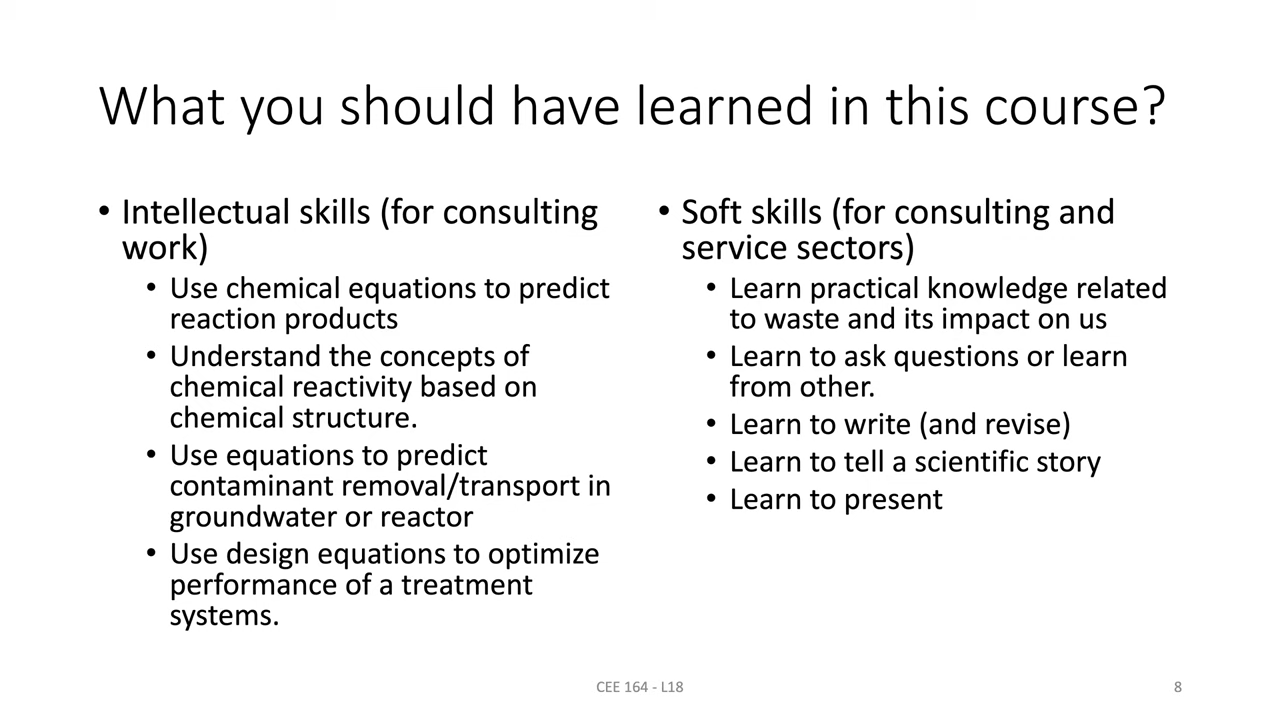 What you should have learned in this course?
• Intellectual skills (for consulting
work)
• Use chemical equations to predict
reaction products
• Understand the concepts of
chemical reactivity based on
chemical structure.
• Use equations to predict
contaminant removal/transport in
groundwater or reactor
• Use design equations to optimize
performance of a treatment
systems.
• Soft skills (for consulting and
service sectors)
• Learn practical knowledge related
to waste and its impact on us
• Learn to ask questions or learn
from other.
• Learn to write (and revise)
• Learn to tell a scientific story
• Learn to present
CEE 164 - L18
8